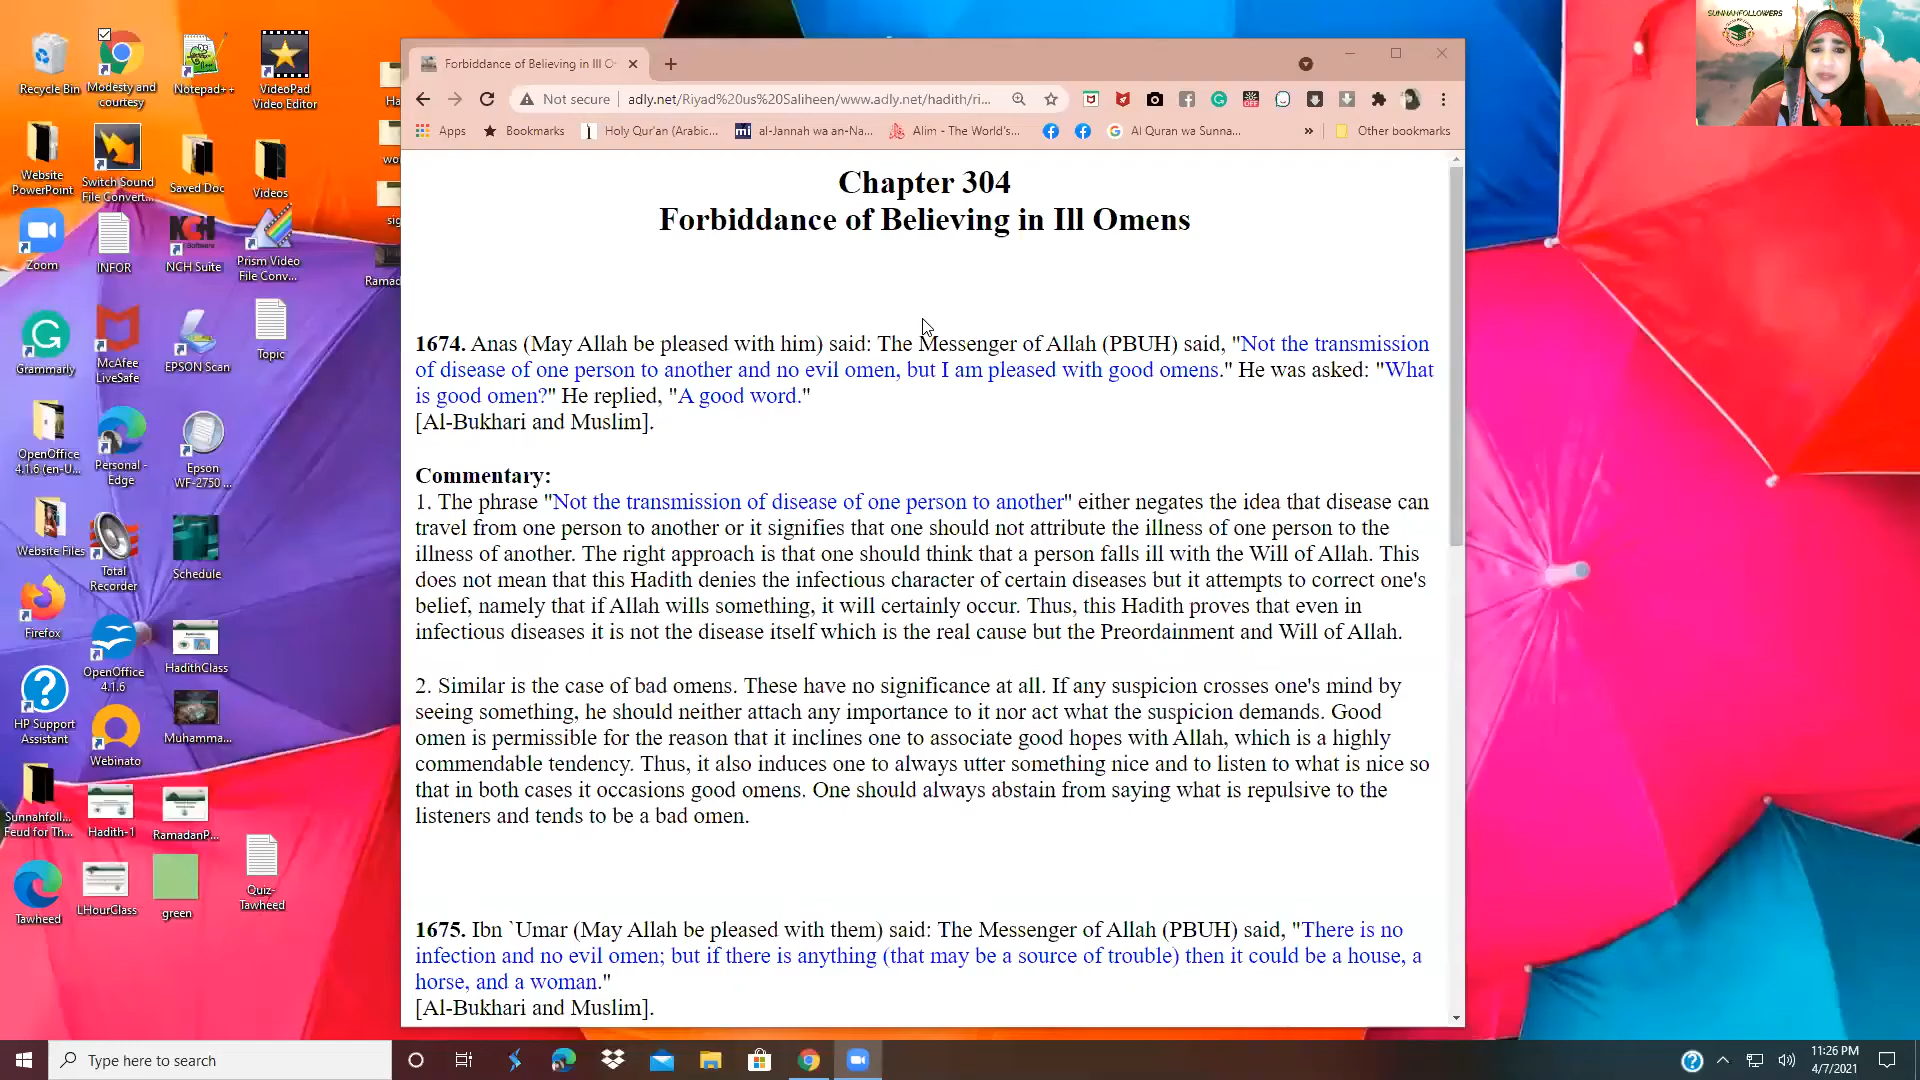 SUNNAHFOLLOWERS
Recycle Bin
Modesty and
courtesy
Notepad++
VideoPad
Video Editor
Website
PowerPoint
Switch Sound
File Convert...
Saved Doc
Videos
Zoom
INFOR
NCH Suite
Prism Video
File Conv...
Grammarly
McAfee
LiveSafe
EPSON Scan
Topic
OpenOffice
4.1.6 (en-U...
Personal -
Edge
Epson
WF-2750 ...
Website Files
Total
Recorder
Schedule
Firefox
OpenOffice
4.1.6
HadithClass
HP Support
Assistant
Webinato
Muhamma...
Sunnahfoll...
Feud for Th...
Hadith-1
RamadanP...
Tawheed
LHourClass
green
Quiz-
Tawheed
Ha
wo
sig
Ramad
Forbiddance of Believing in Ill O
Not secure
adly.net/Riyad%20us%20Saliheen/www.adly.net/hadith/ri...
OFF
Apps
Bookmarks
Holy Qur'an (Arabic...
mi al-Jannah wa an-Na...
Alim - The World's...
Al Quran wa Sunna...
»
Other bookmarks
Chapter 304
Forbiddance of Believing in Ill Omens
1674. Anas (May Allah be pleased with him) said: The Messenger of Allah (PBUH) said, "Not the transmission
of disease of one person to another and no evil omen, but I am pleased with good omens." He was asked: "What
is good omen?" He replied, "A good word."
[Al-Bukhari and Muslim].
Commentary:
1. The phrase "Not the transmission of disease of one person to another" either negates the idea that disease can
travel from one person to another or it signifies that one should not attribute the illness of one person to the
illness of another. The right approach is that one should think that a person falls ill with the Will of Allah. This
does not mean that this Hadith denies the infectious character of certain diseases but it attempts to correct one's
belief, namely that if Allah wills something, it will certainly occur. Thus, this Hadith proves that even in
infectious diseases it is not the disease itself which is the real cause but the Preordainment and Will of Allah.
2. Similar is the case of bad omens. These have no significance at all. If any suspicion crosses one's mind by
seeing something, he should neither attach any importance to it nor act what the suspicion demands. Good
omen is permissible for the reason that it inclines one to associate good hopes with Allah, which is a highly
commendable tendency. Thus, it also induces one to always utter something nice and to listen to what is nice so
that in both cases it occasions good omens. One should always abstain from saying what is repulsive to the
listeners and tends to be a bad omen.
1675. Ibn `Umar (May Allah be pleased with them) said: The Messenger of Allah (PBUH) said, "There is no
infection and no evil omen; but if there is anything (that may be a source of trouble) then it could be a house, a
horse, and a woman."
[Al-Bukhari and Muslim].
Type here to search
11:26 PM
4/7/2021